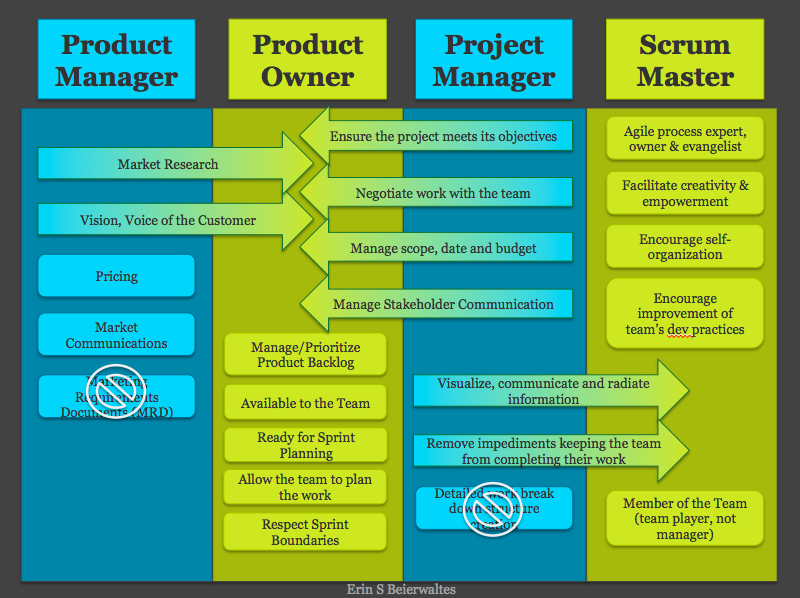 Product
Manager
Product
Owner
Project
Manager
Scrum
Master
Market Research
Vision, Voice of the Customer
Pricing
Market
Communications
Marketing
Requirements
Documents (MRD)
Ensure the project meets its objectives
Negotiate work with the team
Manage scope, date and budget
Manage Stakeholder Communication
Manage/Prioritize
Product Backlog
Available to the Team
Ready for Sprint
Planning
Allow the team to plan
the work
Respect Sprint
Boundaries
Visualize, communicate and radiate
information
Remove impediments keeping the team
from completing their work
Detailed work break
down structure
creation
Agile process expert,
owner & evangelist
Facilitate creativity &
empowerment
Encourage self-
organization
Encourage
improvement of
team's dev practices
Member of the Team
(team player, not
manager)
Erin S Beierwaltes